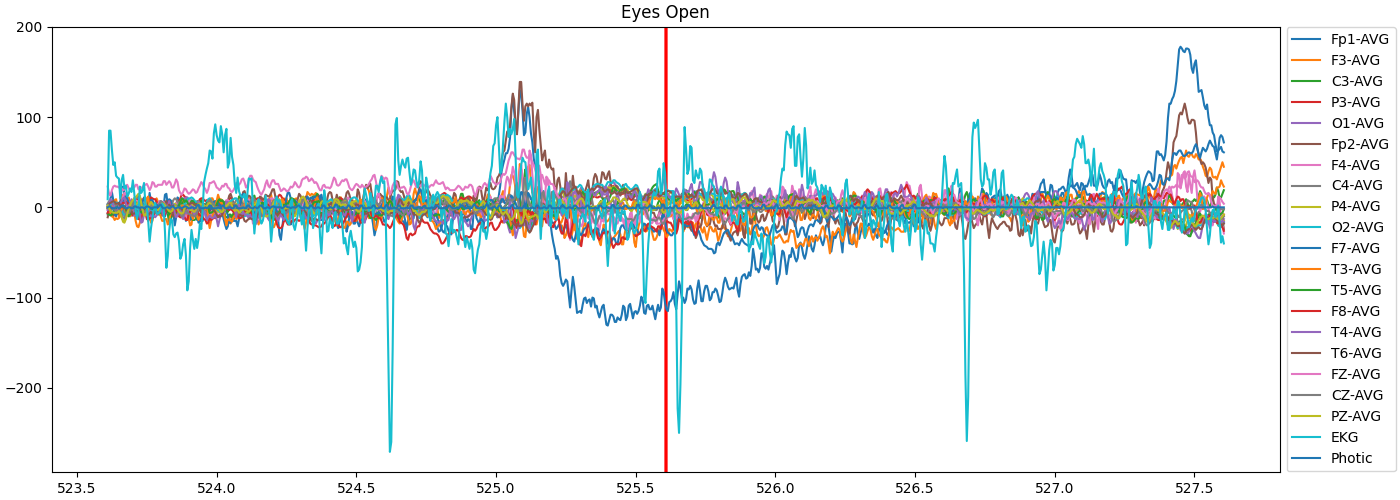 Eyes Open
200
100
0
−100
−200
523.5 524.0 524.5 525.0 525.5 526.0 526.5 527.0 527.5
Fp1-AVG
F3-AVG
C3-AVG
P3-AVG
O1-AVG
Fp2-AVG
F4-AVG
C4-AVG
P4-AVG
O2-AVG
F7-AVG
T3-AVG
T5-AVG
F8-AVG
T4-AVG
T6-AVG
FZ-AVG
CZ-AVG
PZ-AVG
EKG
Photic